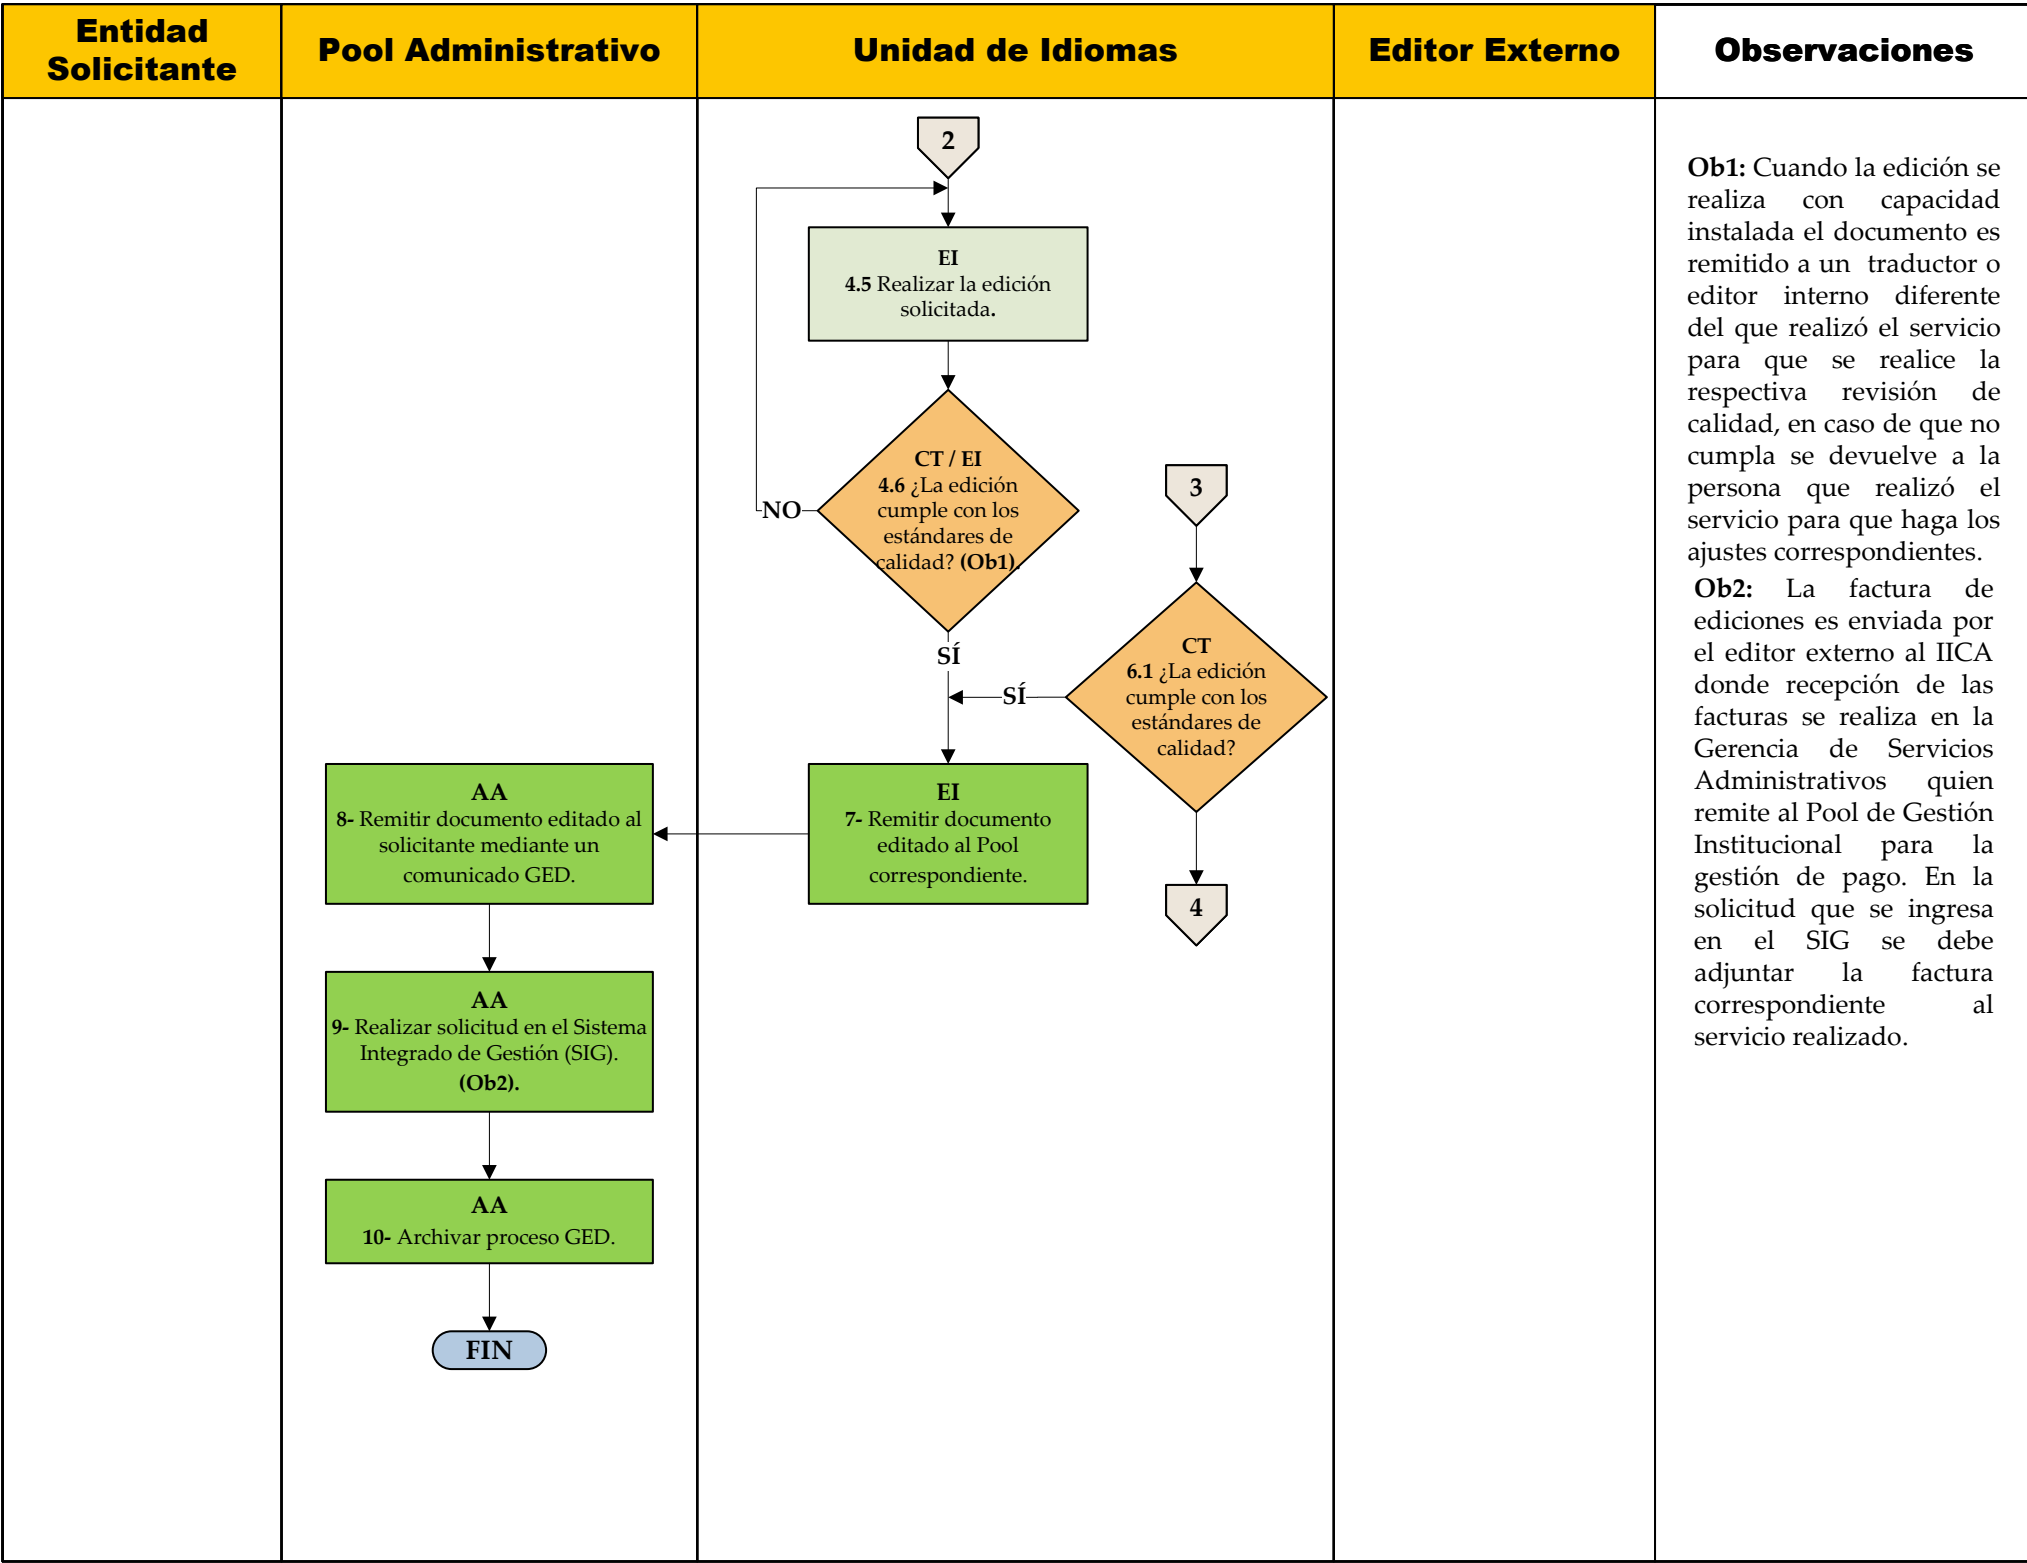 Entidad
Solicitante
Pool Administrativo
Unidad de Idiomas
Editor Externo
Observaciones
2
EI
4.5 Realizar la edición
solicitada.
CT / EI
4.6 ¿La edición
cumple con los
estándares de
calidad? (Ob1).
NO
SÍ
3
CT
6.1 ¿La edición
cumple con los
estándares de
calidad?
SÍ
4
EI
7- Remitir documento
editado al Pool
correspondiente.
AA
8- Remitir documento editado al
solicitante mediante un
comunicado GED.
AA
9- Realizar solicitud en el Sistema
Integrado de Gestión (SIG).
(Ob2).
AA
10- Archivar proceso GED.
FIN
Ob1: Cuando la edición se
realiza con capacidad
instalada el documento es
remitido a un traductor o
editor interno diferente
del que realizó el servicio
para que se realice la
respectiva revisión de
calidad, en caso de que no
cumpla se devuelve a la
persona que realizó el
servicio para que haga los
ajustes correspondientes.
Ob2: La factura de
ediciones es enviada por
el editor externo al IICA
donde recepción de las
facturas se realiza en la
Gerencia de Servicios
Administrativos quien
remite al Pool de Gestión
Institucional para la
gestión de pago. En la
solicitud que se ingresa
en el SIG se debe
adjuntar la factura
correspondiente al
servicio realizado.